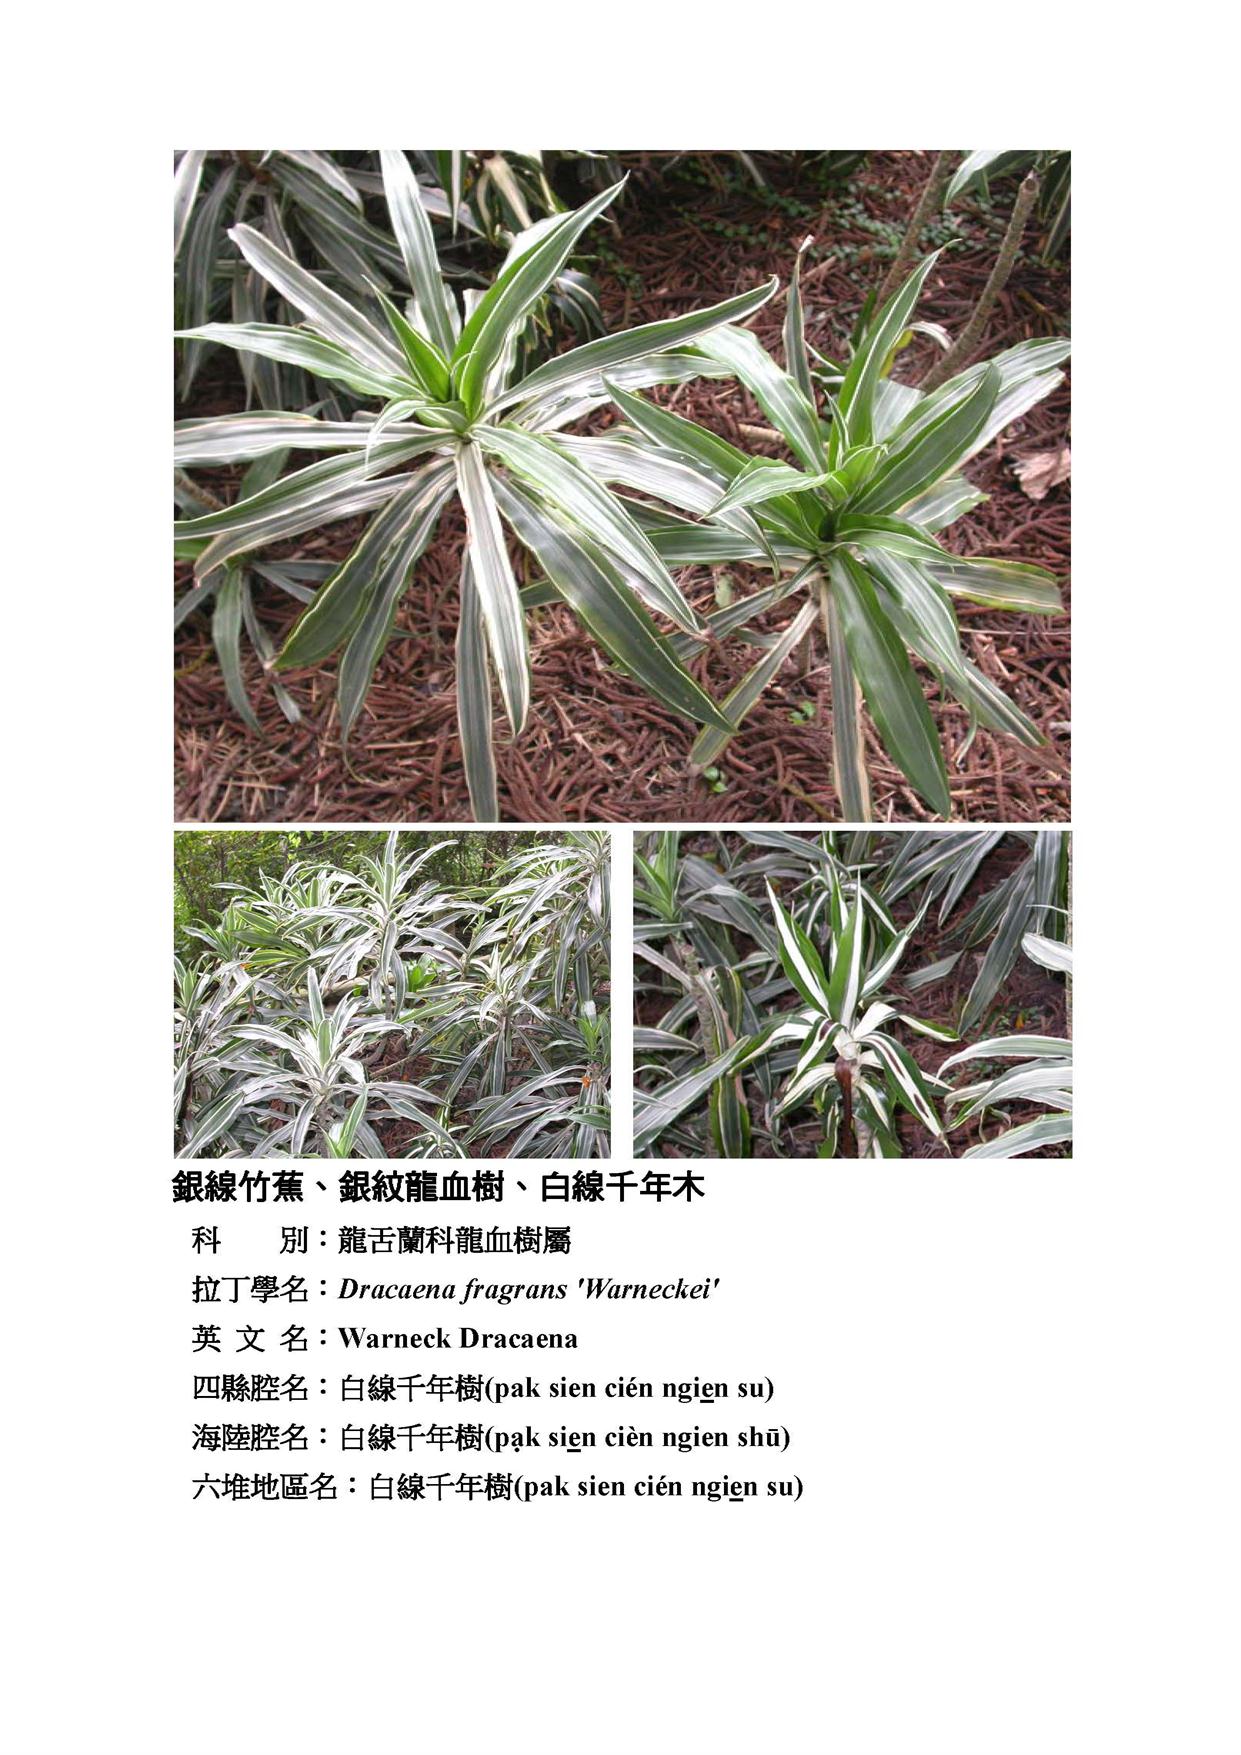 銀線竹蕉、銀紋龍血樹、白線千年木
科　　別：龍舌蘭科龍血樹屬
拉丁學名：Dracaena fragrans 'Warneckei'
英 文 名：Warneck Dracaena
四縣腔名：白線千年樹(pak sien cién ngien su)
海陸腔名：白線千年樹(pạk sien cièn ngien shū)
六堆地區名：白線千年樹(pak sien cién ngien su)